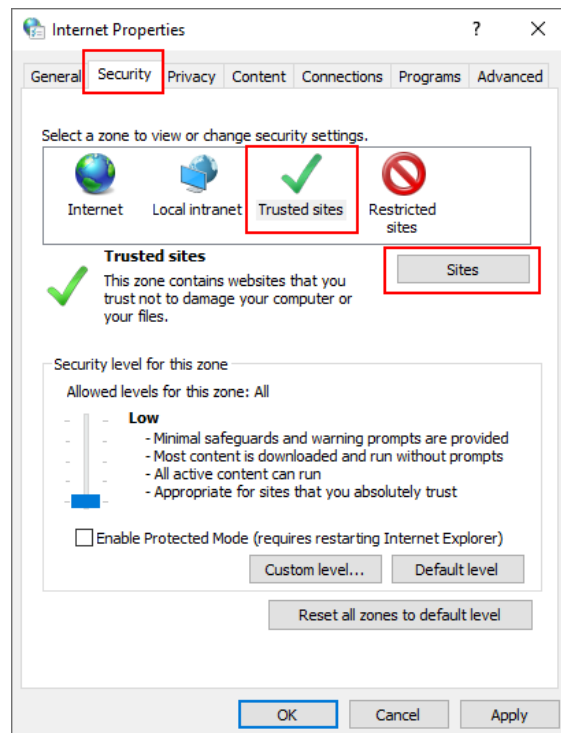 Internet Properties
?
General Security Privacy Content Connections Programs Advanced
Select a zone to view or change security settings.
Internet Local intranet Trusted sites Restricted
sites
Trusted sites
This zone contains websites that you
trust not to damage your computer or
your files.
Sites
Security level for this zone
Allowed levels for this zone: All
Low
- Minimal safeguards and warning prompts are provided
- Most content is downloaded and run without prompts
- All active content can run
- Appropriate for sites that you absolutely trust
Enable Protected Mode (requires restarting Internet Explorer)
Custom level... Default level
Reset all zones to default level
OK Cancel Apply